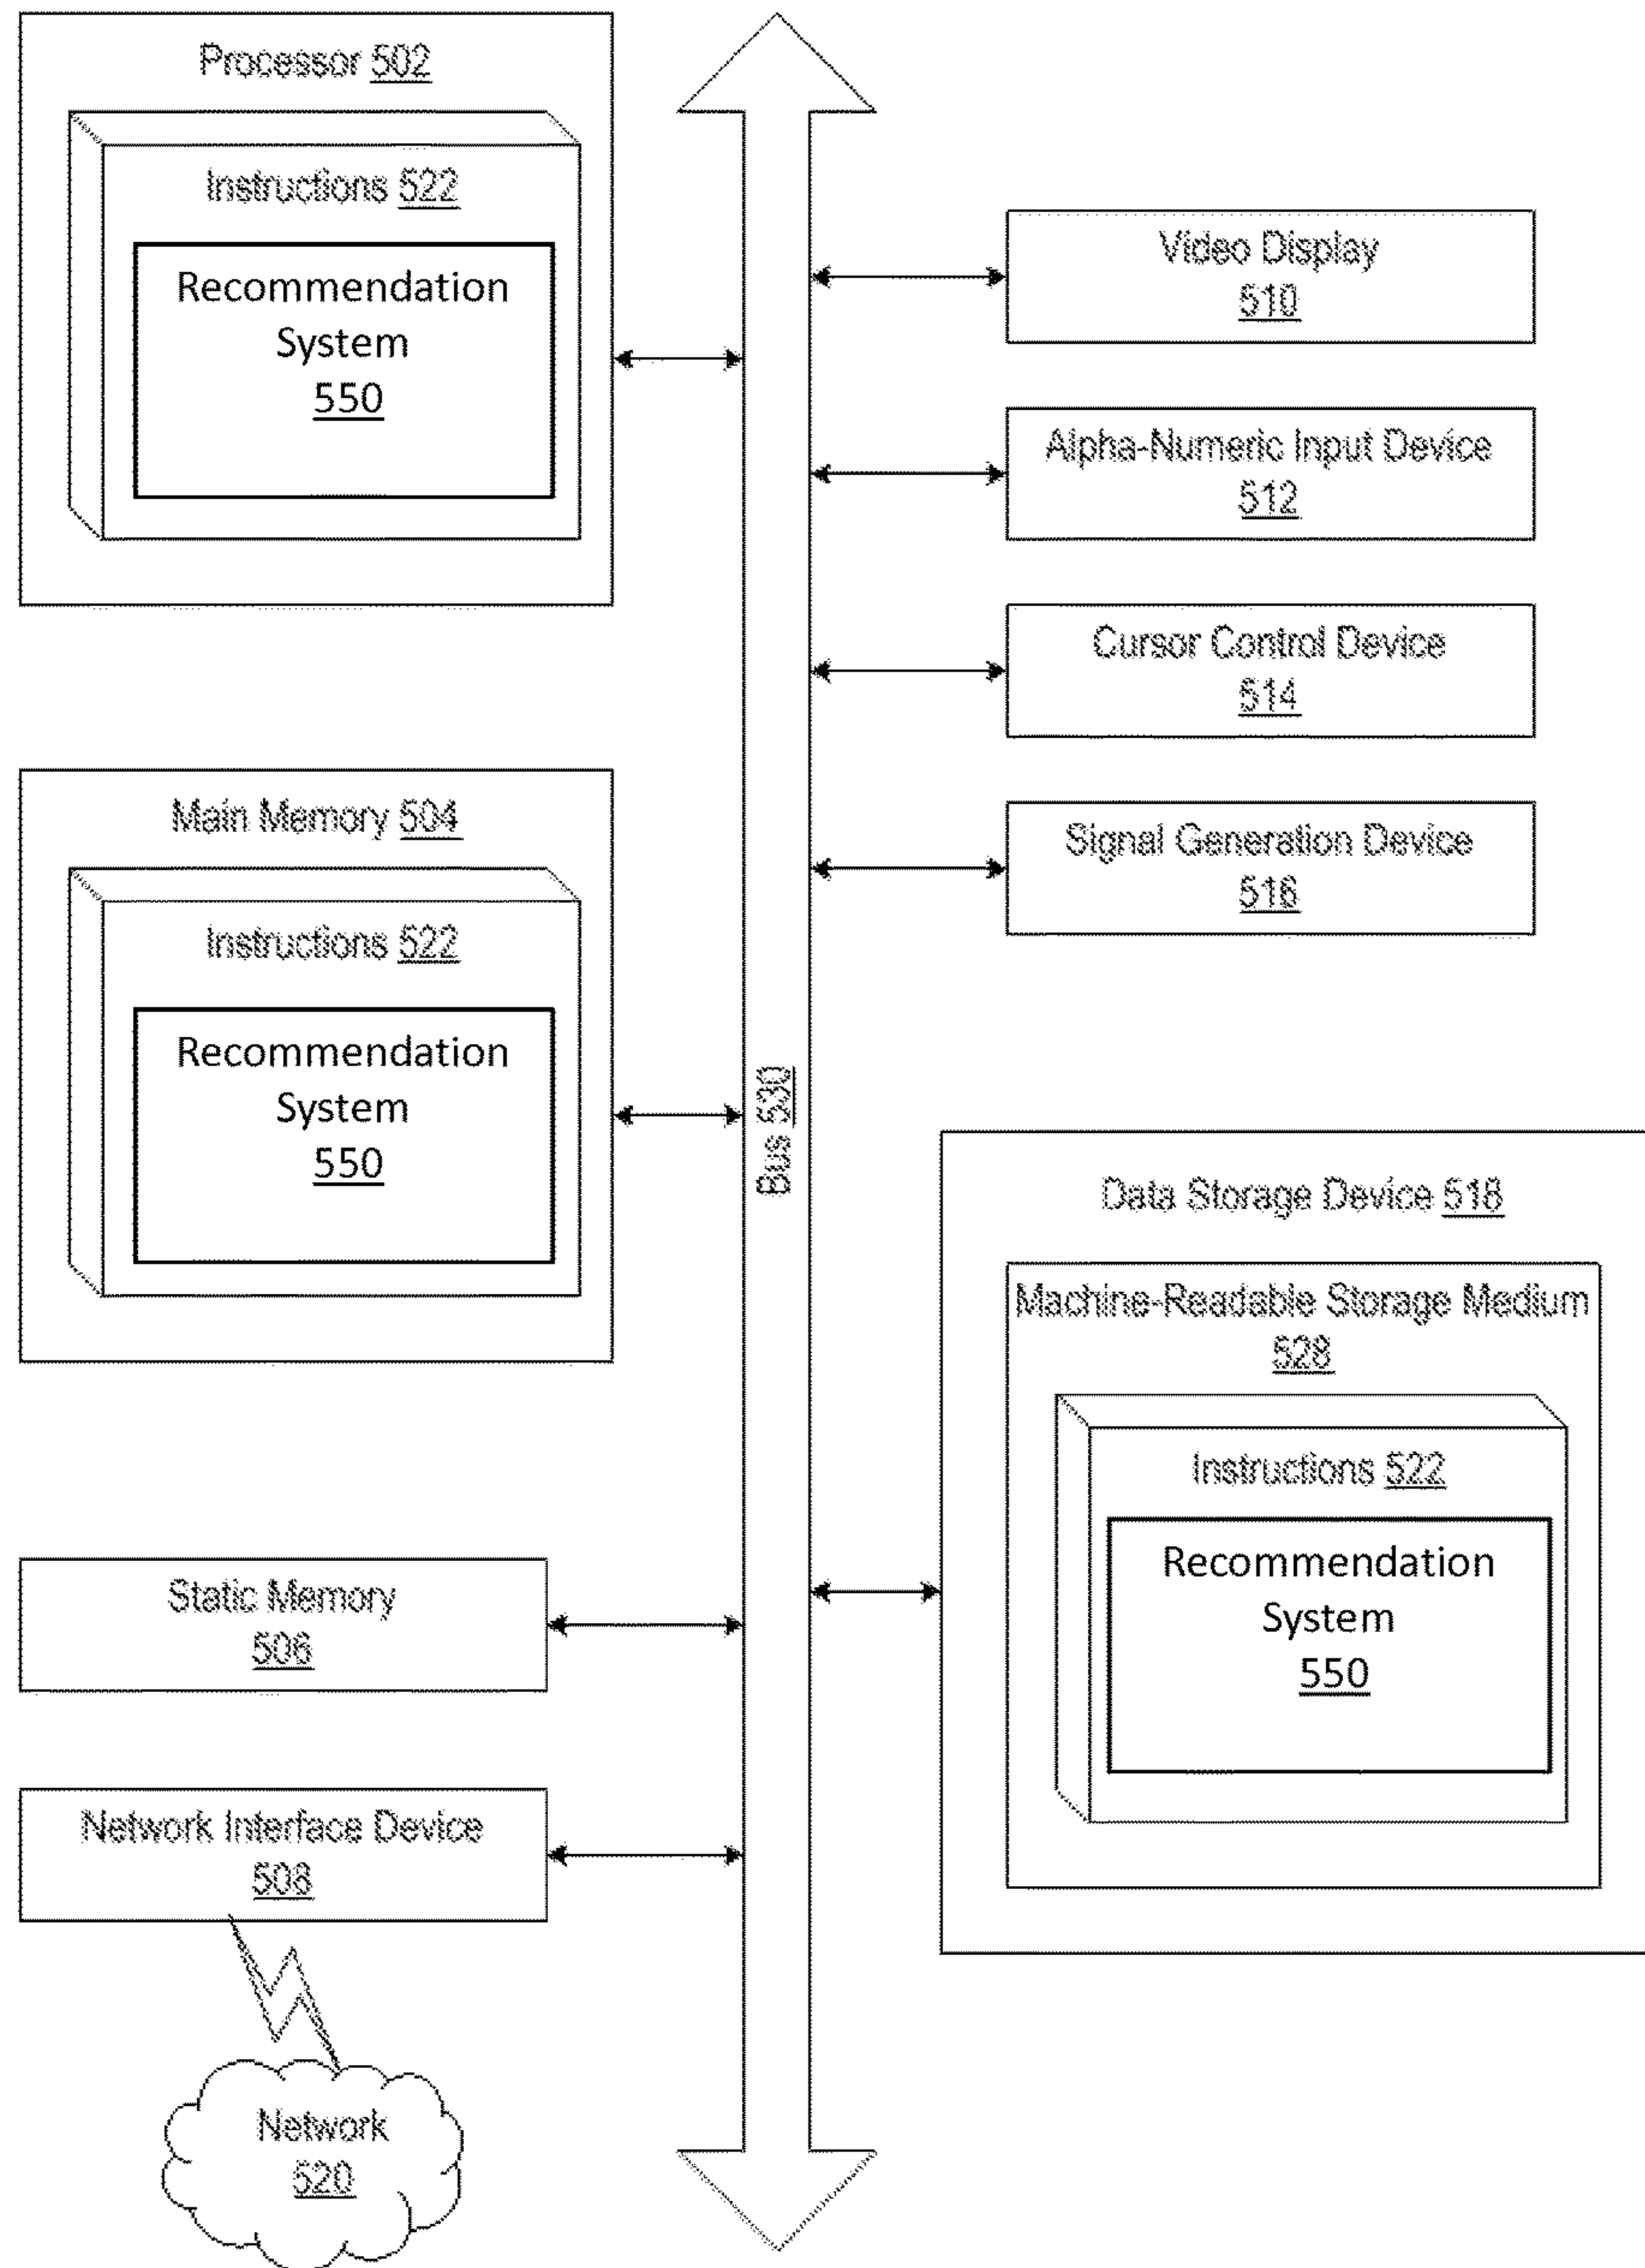 Processor 502
Instructions 522
Recommendation
System
550
Main Memory 504
Instructions 522
Recommendation
System
550
Static Memory
506
Network Interface Device
508
Network
520
Bus 530
Video Display
510
Alpha-Numeric Input Device
512
Cursor Control Device
514
Signal Generation Device
516
Data Storage Device 518
Machine-Readable Storage Medium
528
Instructions 522
Recommendation
System
550